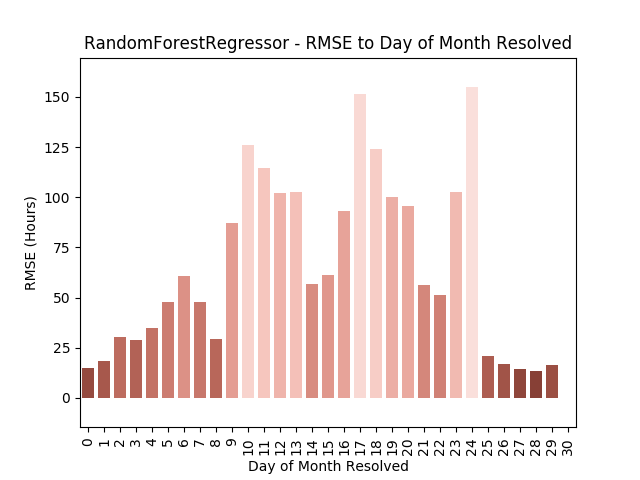 RandomForestRegressor - RMSE to Day of Month Resolved
150
125
100
75
50
25
0
RMSE (Hours)
0 1 2 3 4 5 6 7 8 9 10 11 12 13 14 15 16 17 18 19 20 21 22 23 24 25 26 27 28 29 30
Day of Month Resolved